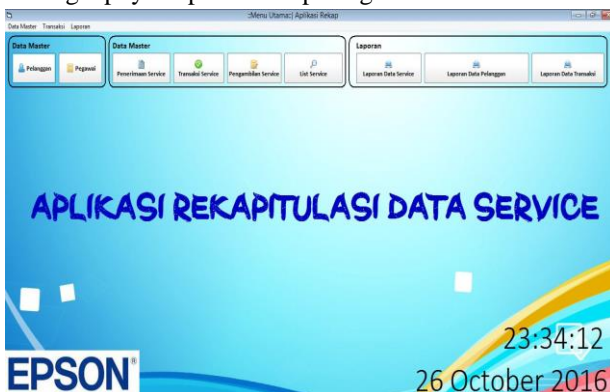 ::Menu Utama::| Aplikasi Rekap
Data Master Transaksi Laporan
Data Master
Pelanggan Pegawai
Data Master
Penerimaan Service Transaksi Service Pengambilan Service List Service
Laporan
Laporan Data Service Laporan Data Pelanggan Laporan Data Transaksi
APLIKASI REKAPITULASI DATA SERVICE
23:34:12
EPSON®
26 October 2016